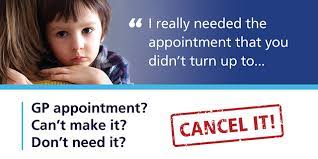 “ I really needed the
appointment that you
didn't turn up to...
GP appointment?
Can't make it?
Don't need it?
CANCEL IT!